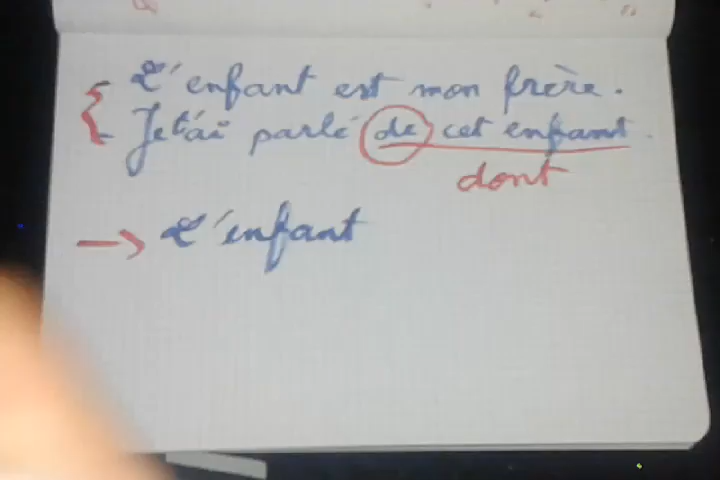 L'enfant est mon frère.
Je t'ai parlé de cet enfant.
dont
→ L'enfant